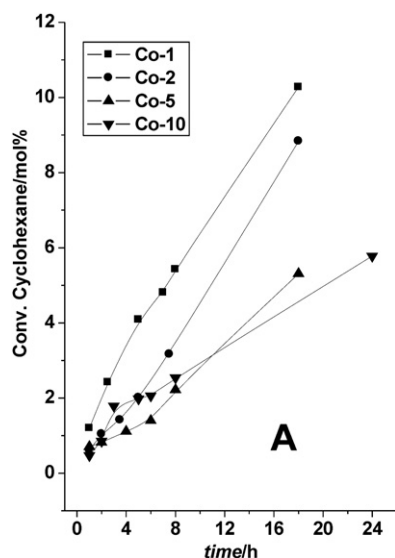 12
10
8
6
4
2
0
Conv. Cyclohexane/mol%
Co-1
Co-2
Co-5
Co-10
A
0 4 8 12 16 20 24
time/h